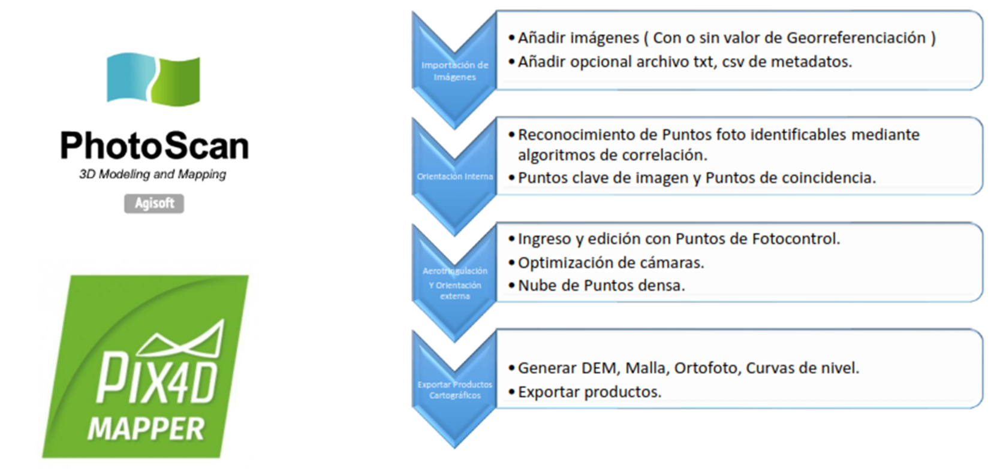 PhotoScan
3D Modeling and Mapping
Agisoft
PIX4D
MAPPER
Importación de
Imágenes
• Añadir imágenes ( Con o sin valor de Georreferenciación )
• Añadir opcional archivo txt, csv de metadatos.
Orientación Interna
• Reconocimiento de Puntos foto identificables mediante
algoritmos de correlación.
• Puntos clave de imagen y Puntos de coincidencia.
Aerotringulación
Y Orientación
externa
• Ingreso y edición con Puntos de Fotocontrol.
• Optimización de cámaras.
• Nube de Puntos densa.
Exportar Productos
Cartográficos
• Generar DEM, Malla, Ortofoto, Curvas de nivel.
• Exportar productos.